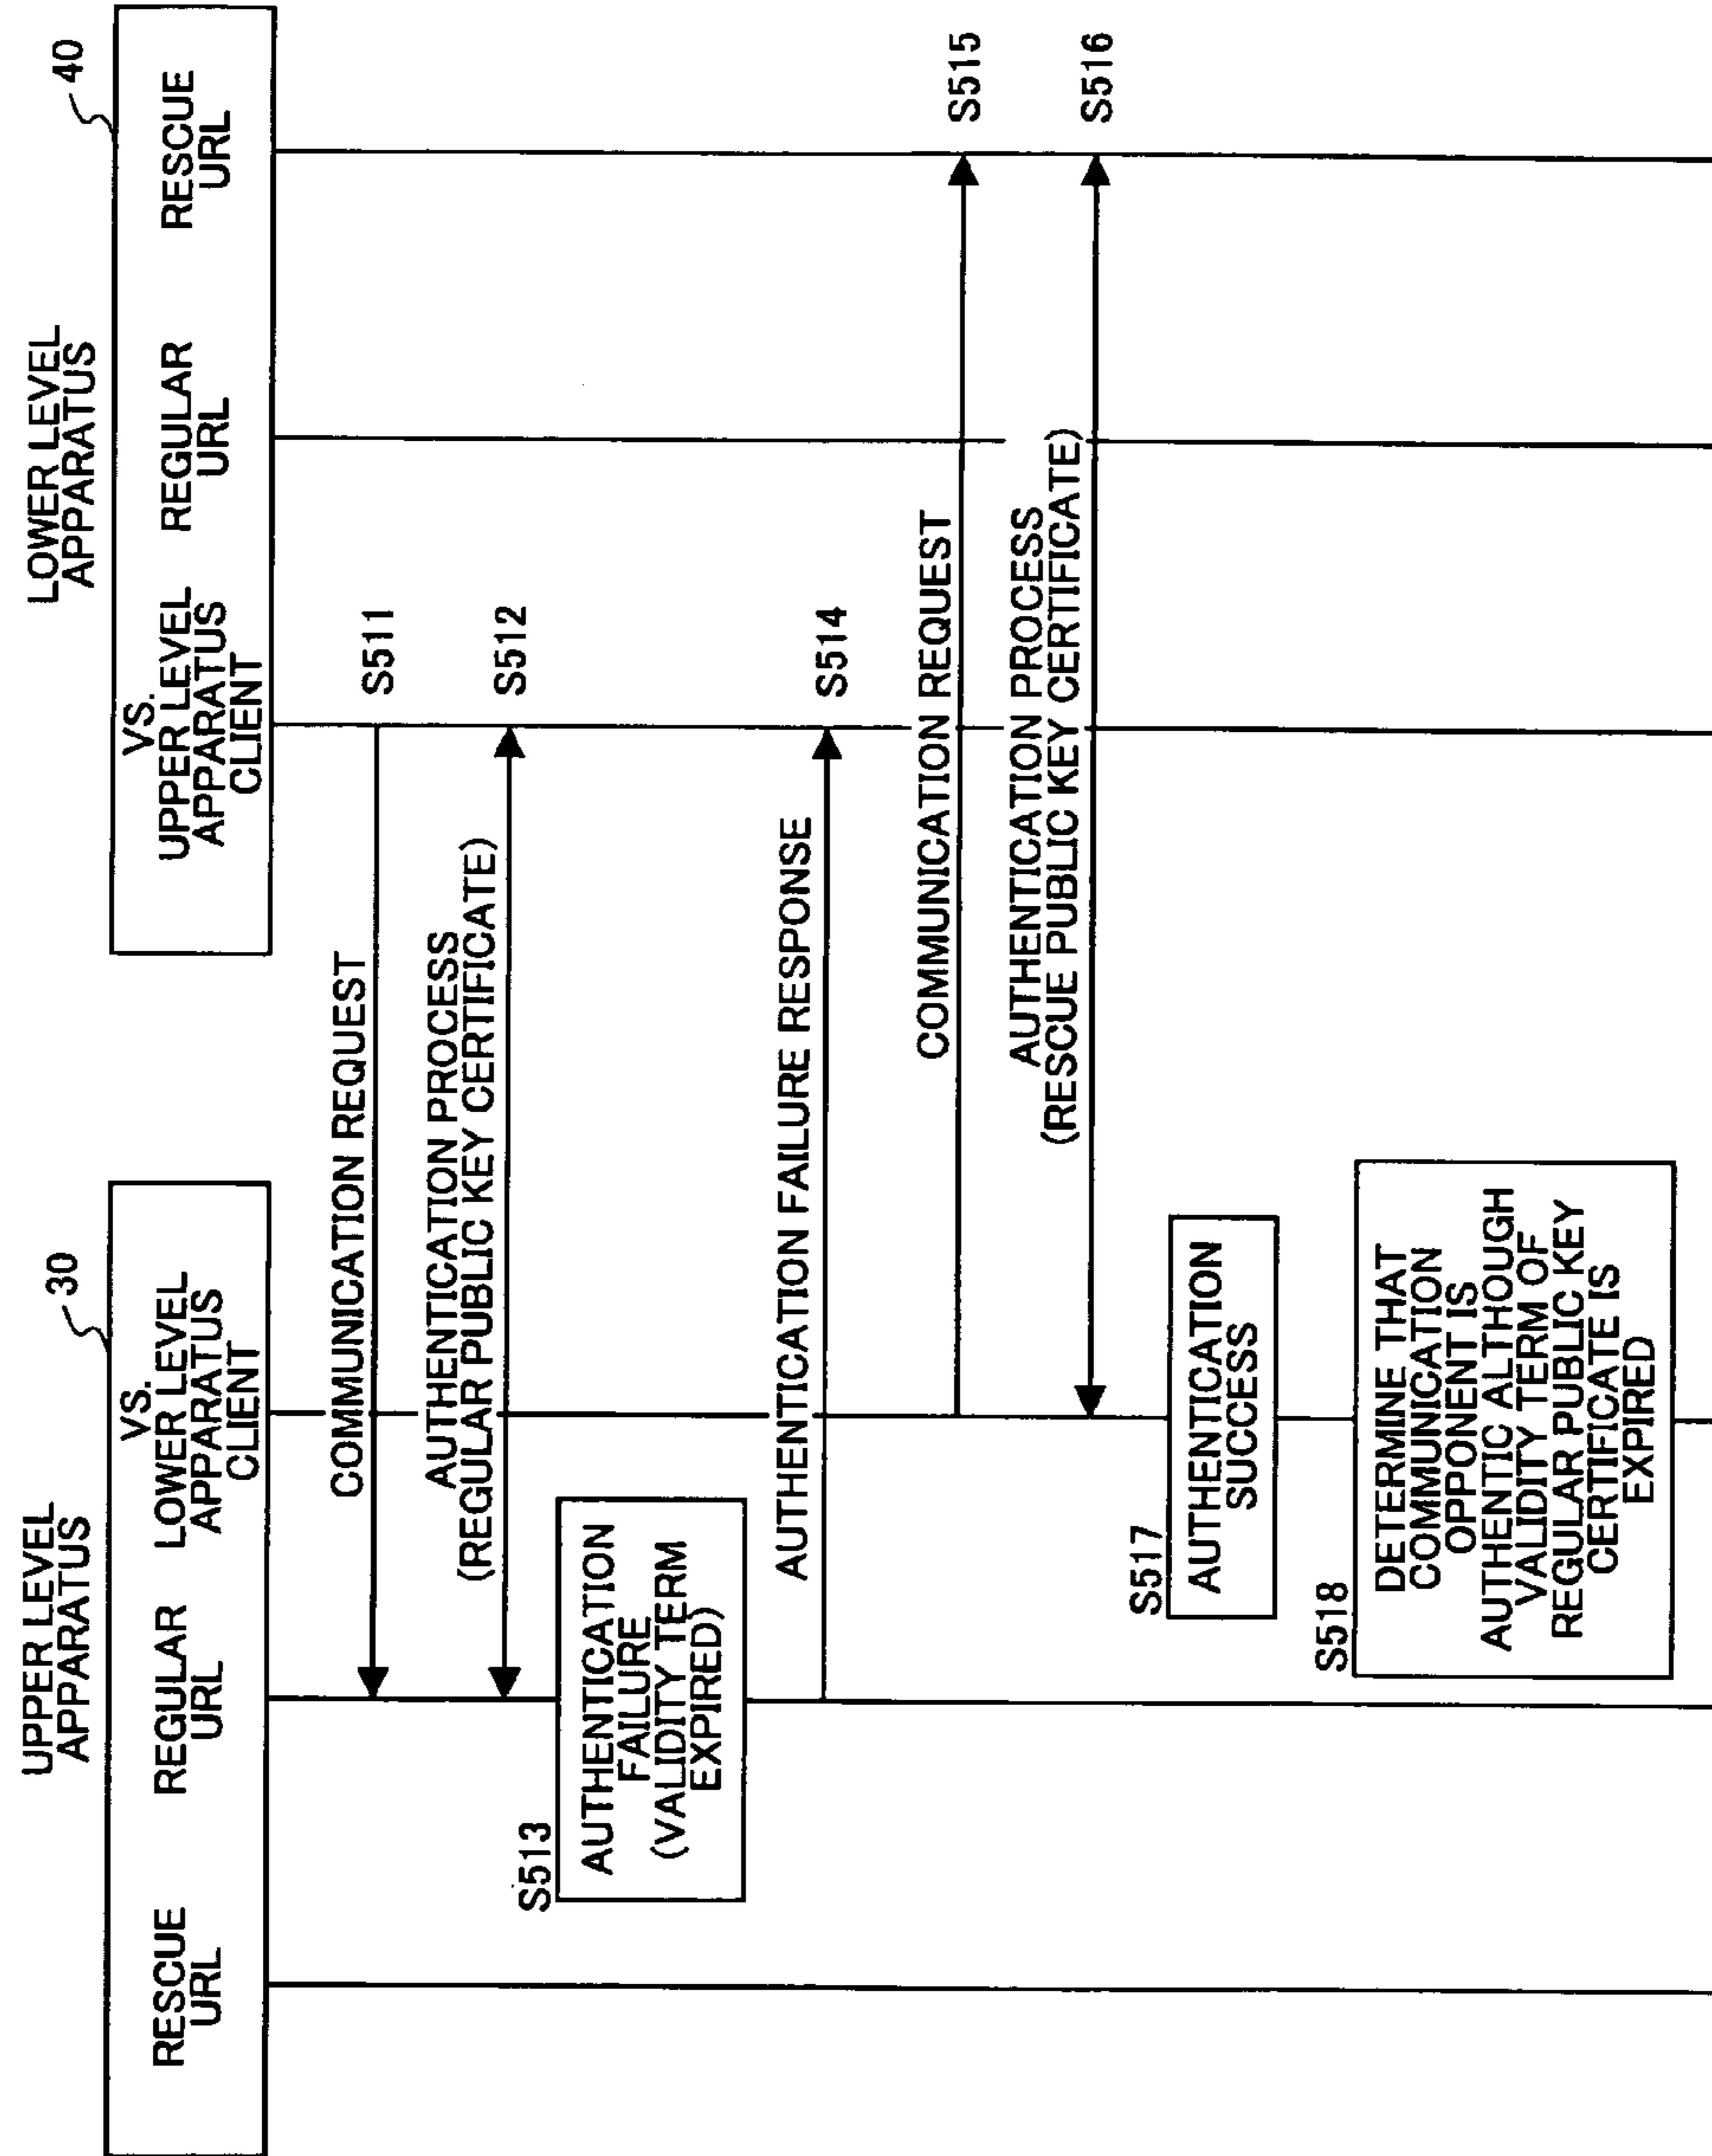 UPPER LEVEL
APPARATUS
30
RESCUE
URL
REGULAR
URL
VS.
LOWER LEVEL
APPARATUS
CLIENT
LOWER LEVEL
APPARATUS
40
VS.
UPPER LEVEL
APPARATUS
CLIENT
REGULAR
URL
RESCUE
URL
COMMUNICATION REQUEST
S511
AUTHENTICATION PROCESS
(REGULAR PUBLIC KEY CERTIFICATE)
S512
S513
AUTHENTICATION
FAILURE
(VALIDITY TERM
EXPIRED)
AUTHENTICATION FAILURE RESPONSE
S514
COMMUNICATION REQUEST
S515
AUTHENTICATION PROCESS
(RESCUE PUBLIC KEY CERTIFICATE)
S516
S517
AUTHENTICATION
SUCCESS
S518
DETERMINE THAT
COMMUNICATION
OPPONENT IS
AUTHENTIC ALTHOUGH
VALIDITY TERM OF
REGULAR PUBLIC KEY
CERTIFICATE IS
EXPIRED